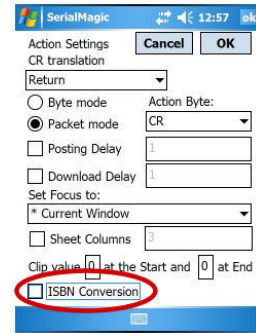 SerialMagic 12:57 ok
Action Settings Cancel OK
CR translation
Return
Byte mode Action Byte:
Packet mode CR
Posting Delay 1
Download Delay 1
Set Focus to:
* Current Window
Sheet Columns 3
Clip value 0 at the Start and 0 at End
ISBN Conversion